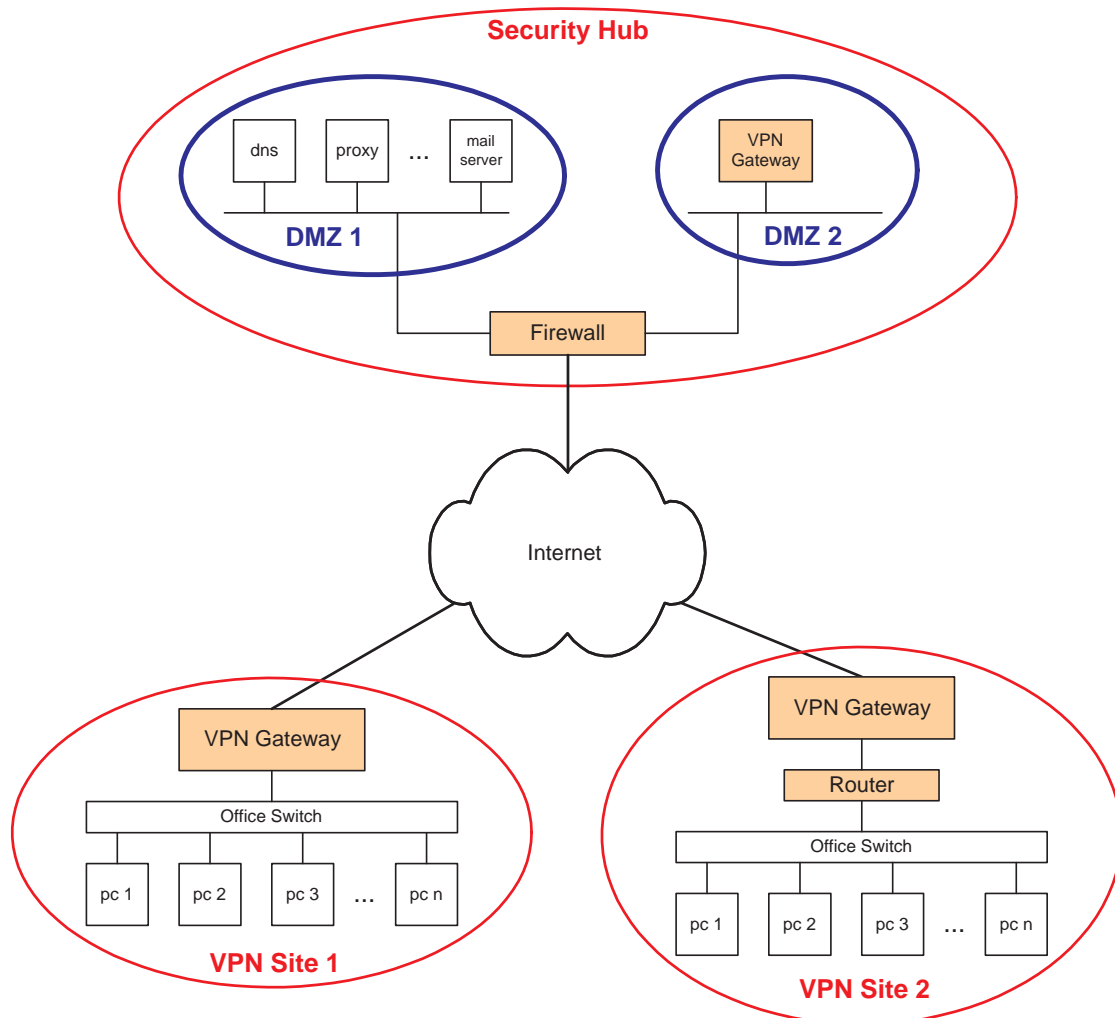 Security Hub
dns
proxy
...
mail
server
VPN
Gateway
DMZ 1
DMZ 2
Firewall
Internet
VPN Gateway
Office Switch
pc 1
pc 2
pc 3
...
pc n
VPN Site 1
VPN Gateway
Router
Office Switch
pc 1
pc 2
pc 3
...
pc n
VPN Site 2